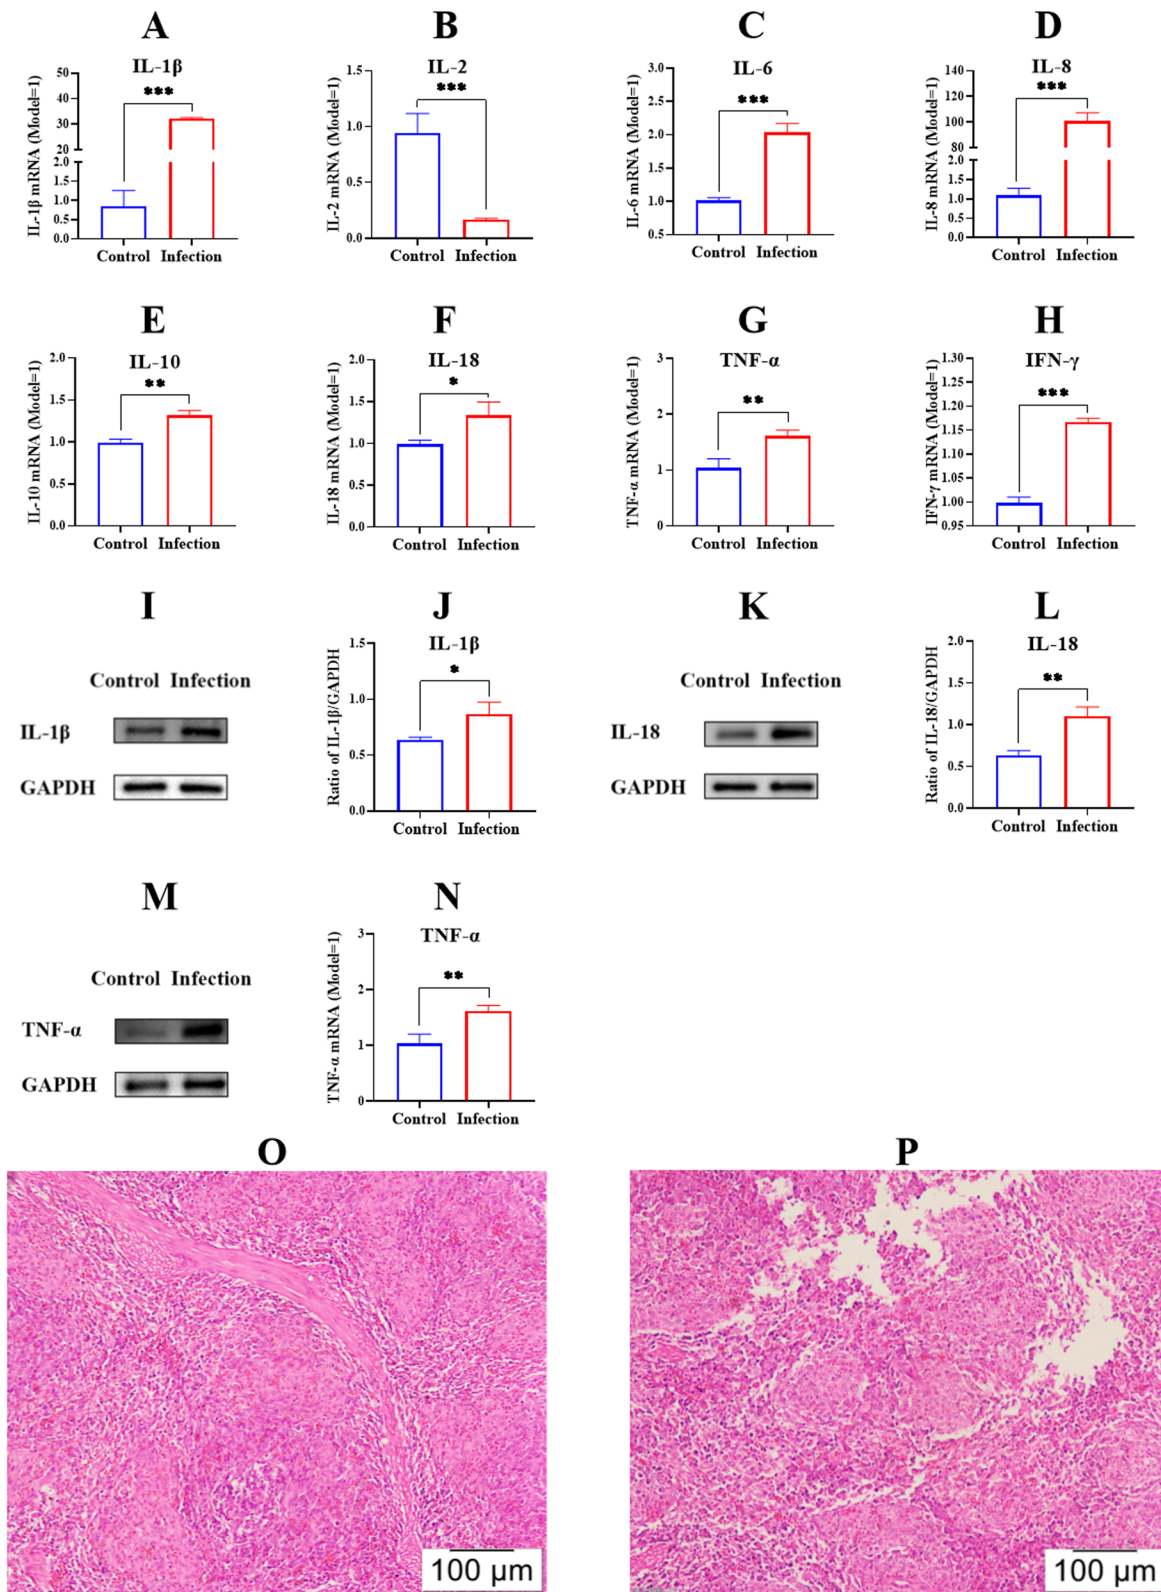 A
B
C
D
IL-1β
***
IL-1β mRNA (Model=1)
50
40
30
20
2.0
1.5
1.0
0.5
0.0
Control Infection
IL-2
***
IL-2 mRNA (Model=1)
1.5
1.0
0.5
0.0
Control Infection
IL-6
***
IL-6 mRNA (Model=1)
3.0
2.5
2.0
1.5
1.0
0.5
Control Infection
IL-8
***
IL-8 mRNA (Model=1)
140
120
100
80
2.0
1.5
1.0
0.5
0.0
Control Infection
E
F
G
H
IL-10
**
IL-10 mRNA (Model=1)
2.0
1.5
1.0
0.5
0.0
Control Infection
IL-18
*
IL-18 mRNA (Model=1)
2.0
1.5
1.0
0.5
0.0
Control Infection
TNF-α
**
TNF-α mRNA (Model=1)
3
2
1
0
Control Infection
IFN-γ
***
IFN-γ mRNA (Model=1)
1.30
1.25
1.20
1.15
1.10
1.05
1.00
0.95
Control Infection
I
J
K
L
Control Infection
IL-1β
GAPDH
IL-1β
*
Ratio of IL-1β/GAPDH
1.5
1.0
0.5
0.0
Control Infection
Control Infection
IL-18
GAPDH
IL-18
**
Ratio of IL-18/GAPDH
2.0
1.5
1.0
0.5
0.0
Control Infection
M
N
Control Infection
TNF-α
GAPDH
TNF-α
**
TNF-α mRNA (Model=1)
3
2
1
0
Control Infection
O
P
100 μm
100 μm